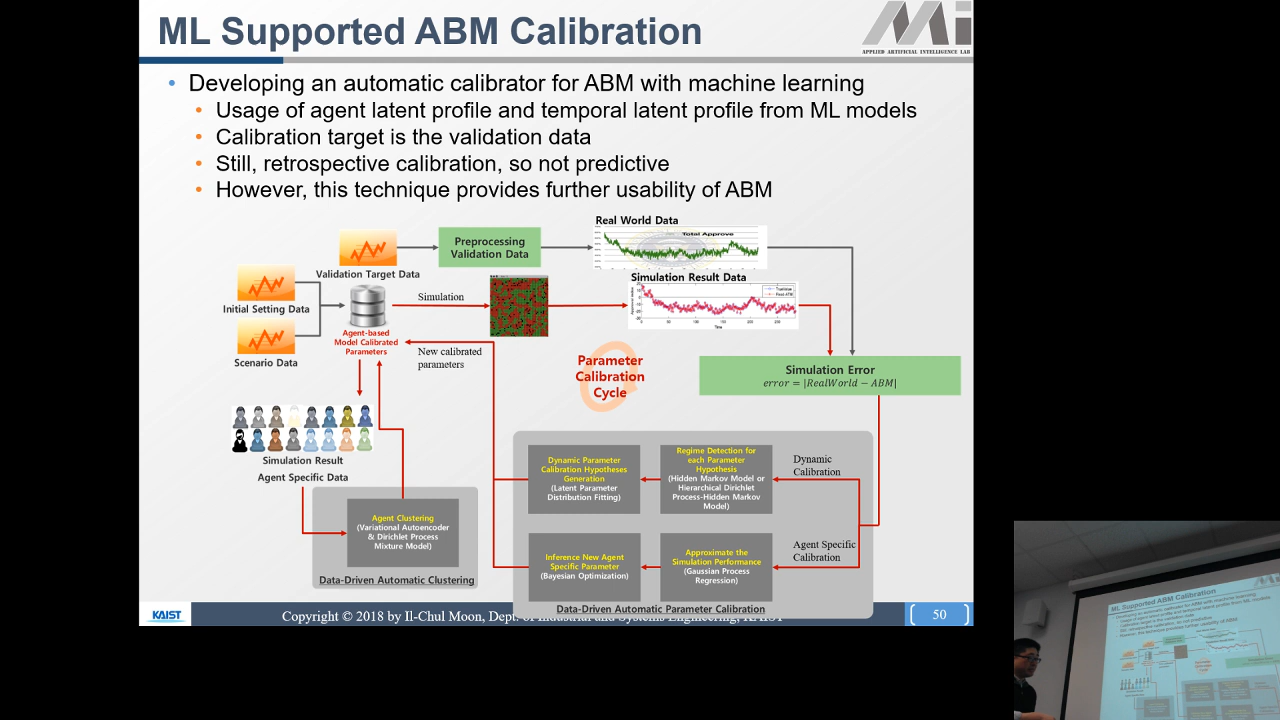 ML Supported ABM Calibration
APPLIED ARTIFICIAL INTELLIGENCE LAB
• Developing an automatic calibrator for ABM with machine learning
• Usage of agent latent profile and temporal latent profile from ML models
• Calibration target is the validation data
• Still, retrospective calibration, so not predictive
• However, this technique provides further usability of ABM
Real World Data
Total Approve
Preprocessing
Validation Data
Validation Target Data
Simulation Result Data
Initial Setting Data
Simulation
Agent-based
Model Calibrated
Parameters
Scenario Data
New calibrated
parameters
Parameter
Calibration
Cycle
Simulation Error
error = |RealWorld − ABM|
Simulation Result
Agent Specific Data
Agent Clustering
(Variational Autoencoder
& Dirichlet Process
Mixture Model)
Data-Driven Automatic Clustering
Dynamic Parameter
Calibration Hypotheses
Generation
(Latent Parameter
Distribution Fitting)
Regime Detection for
each Parameter
Hypothesis
(Hidden Markov Model or
Hierarchical Dirichlet
Process-Hidden Markov
Model)
Dynamic
Calibration
Inference New Agent
Specific Parameter
(Bayesian Optimization)
Approximate the
Simulation Performance
(Gaussian Process
Regression)
Agent Specific
Calibration
Data-Driven Automatic Parameter Calibration
KAIST
Copyright © 2018 by Il-Chul Moon, Dept. of Industrial and Systems Engineering, KAIST
50
ML Supported ABM Calibration